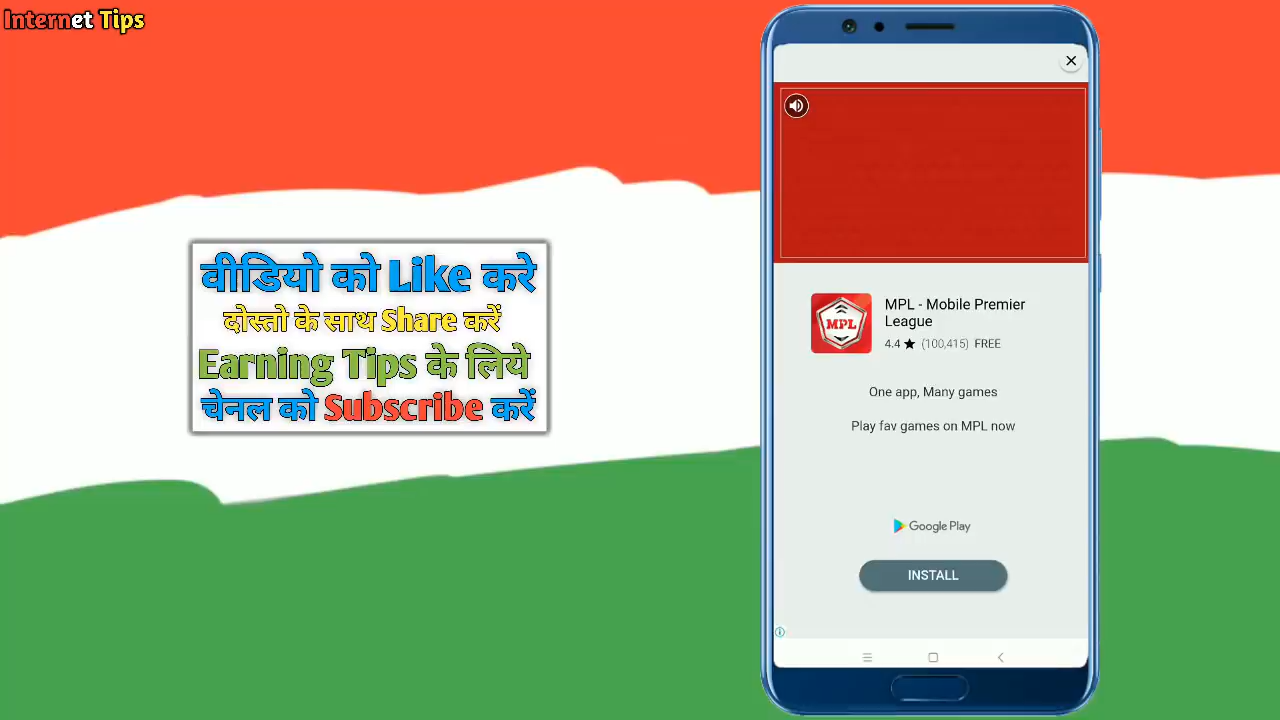 Internet Tips
वीडियो को Like करे
दोस्तो के साथ Share करें
Earning Tips के लिये
चेनल को Subscribe करें
MPL
MPL - Mobile Premier
League
4.4 ★ (100,415) FREE
One app, Many games
Play fav games on MPL now
Google Play
INSTALL